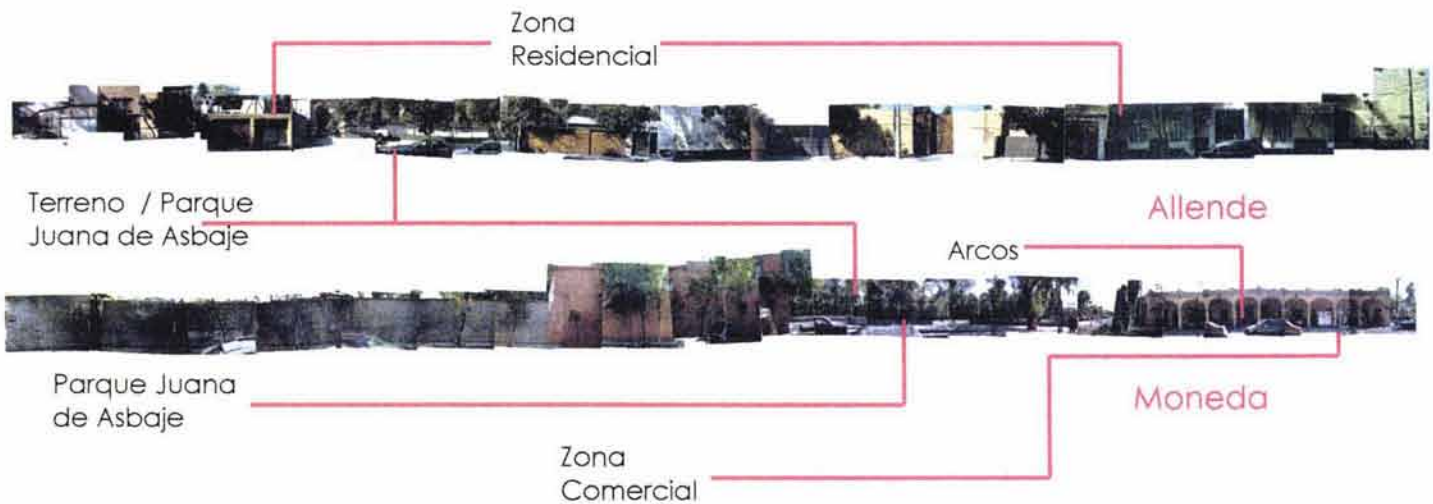 Zona
Residencial
Terreno / Parque
Juana de Asbaje
Allende
Arcos
Parque Juana
de Asbaje
Moneda
Zona
Comercial